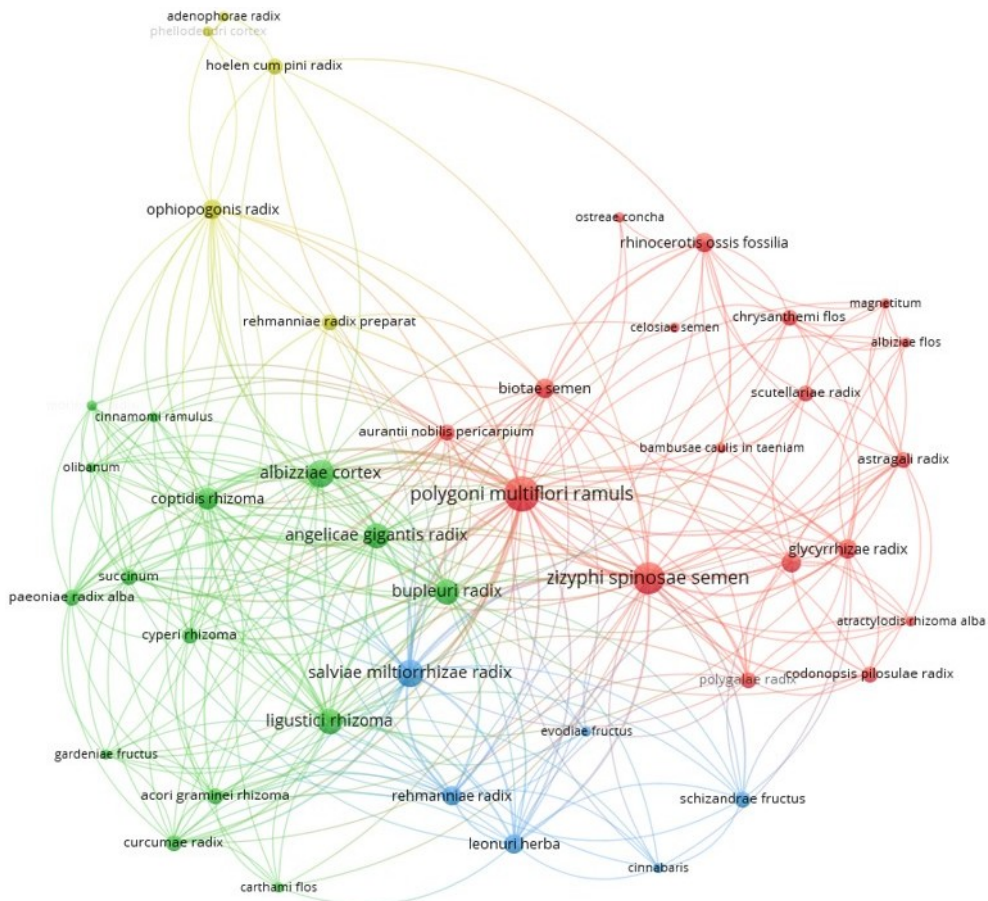 adenophorae radix
phellodendri cortex
hoelen cum pini radix
ophiopogonis radix
ostreae concha
rhinocerotis ossis fossilia
magnetitum
chrysanthemi flos
rehmanniae radix preparat
celosiae semen
albiziae flos
biotae semen
scutellariae radix
cinnamomi ramulus
aurantii nobilis pericarpium
bambusae caulis in taeniam
astragali radix
olibanum
albizziae cortex
coptidis rhizoma
polygoni multiflori ramuls
angelicae gigantis radix
glycyrrhizae radix
succinum
zizyphi spinosae semen
bupleuri radix
paeoniae radix alba
atractylodis rhizoma alba
cyperi rhizoma
salviae miltiorrhizae radix
polygalae radix
codonopsis pilosulae radix
ligustici rhizoma
evodiae fructus
gardeniae fructus
acori graminei rhizoma
rehmanniae radix
schizandrae fructus
curcumae radix
leonuri herba
cinnabaris
carthami flos